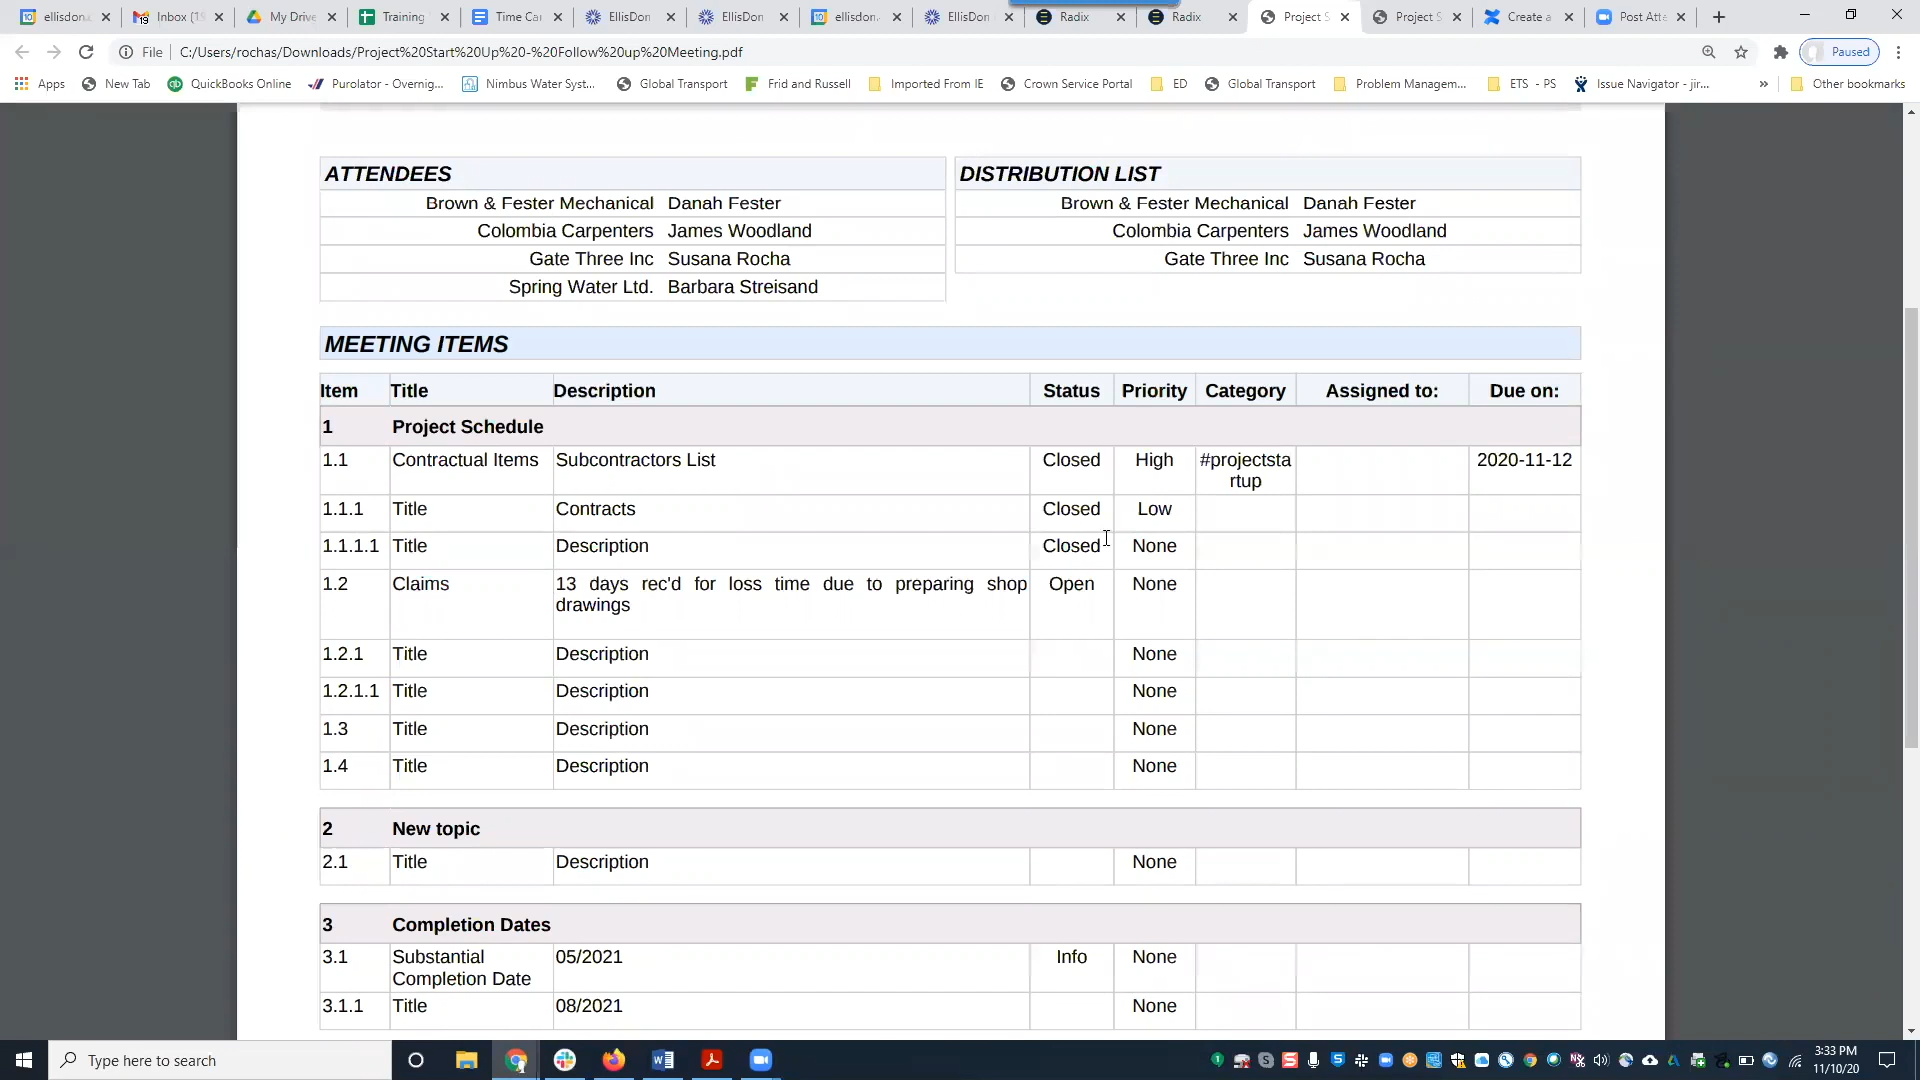 ellisdon.
Inbox (19
My Drive
Training
Time Car
EllisDon
EllisDon
ellisdon.
EllisDon
Radix
Radix
Project S
Project S
Create a
Post Atte
File C:/Users/rochas/Downloads/Project%20Start%20Up%20-%20Follow%20up%20Meeting.pdf
Paused
Apps
New Tab
QuickBooks Online
Purolator - Overnig...
Nimbus Water Syst...
Global Transport
Frid and Russell
Imported From IE
Crown Service Portal
ED
Global Transport
Problem Managem...
ETS - PS
Issue Navigator - jir...
»
Other bookmarks
ATTENDEES
Brown & Fester Mechanical Danah Fester
Colombia Carpenters James Woodland
Gate Three Inc Susana Rocha
Spring Water Ltd. Barbara Streisand
DISTRIBUTION LIST
Brown & Fester Mechanical Danah Fester
Colombia Carpenters James Woodland
Gate Three Inc Susana Rocha
MEETING ITEMS
Item Title Description Status Priority Category Assigned to: Due on:
1 Project Schedule
1.1 Contractual Items Subcontractors List Closed High #projectsta 2020-11-12
rtup
1.1.1 Title Contracts Closed Low
1.1.1.1 Title Description Closed None
1.2 Claims 13 days rec'd for loss time due to preparing shop Open None
drawings
1.2.1 Title Description None
1.2.1.1 Title Description None
1.3 Title Description None
1.4 Title Description None
2 New topic
2.1 Title Description None
3 Completion Dates
3.1 Substantial 05/2021 Info None
Completion Date
3.1.1 Title 08/2021 None
Type here to search
3:33 PM
11/10/20